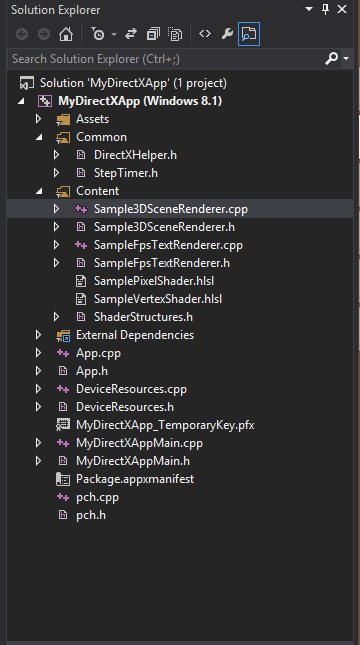 Solution Explorer
Search Solution Explorer (Ctrl+;)
Solution 'MyDirectXApp' (1 project)
MyDirectXApp (Windows 8.1)
Assets
Common
DirectXHelper.h
StepTimer.h
Content
Sample3DSceneRenderer.cpp
Sample3DSceneRenderer.h
SampleFpsTextRenderer.cpp
SampleFpsTextRenderer.h
SamplePixelShader.hlsl
SampleVertexShader.hlsl
ShaderStructures.h
External Dependencies
App.cpp
App.h
DeviceResources.cpp
DeviceResources.h
MyDirectXApp_TemporaryKey.pfx
MyDirectXAppMain.cpp
MyDirectXAppMain.h
Package.appxmanifest
pch.cpp
pch.h